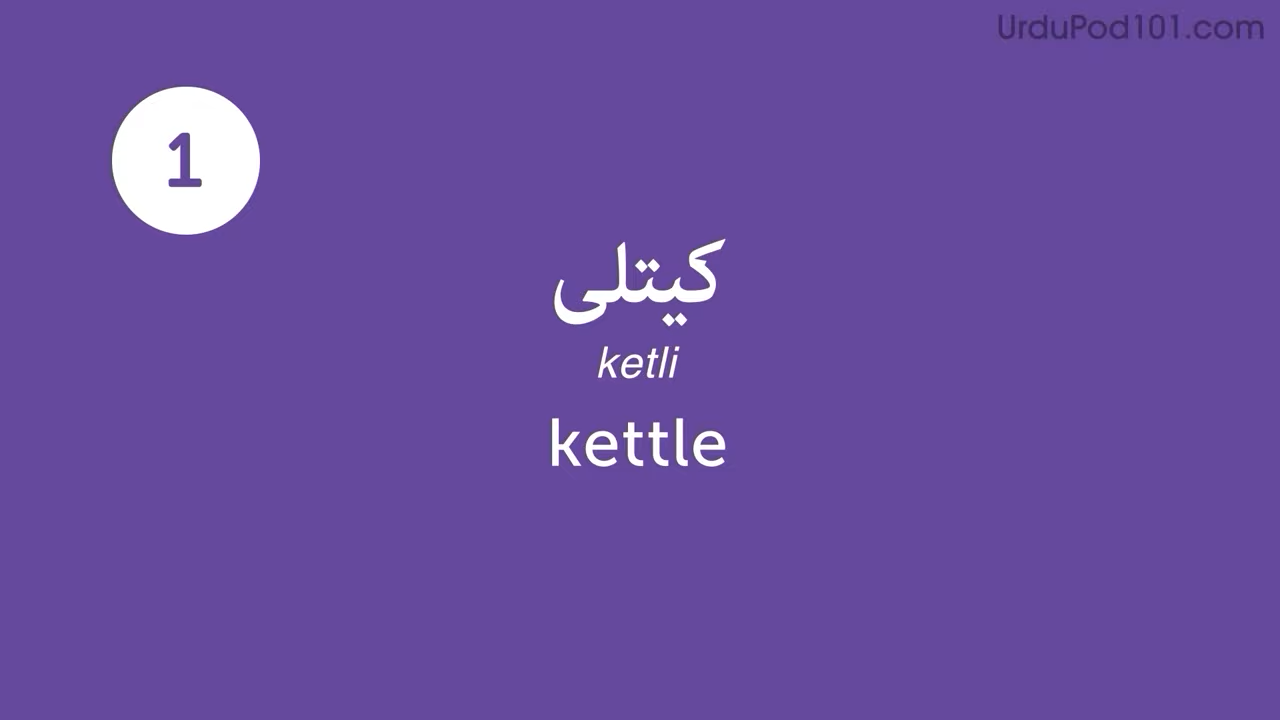 UrduPod101.com
1
کیتلی
ketli
kettle